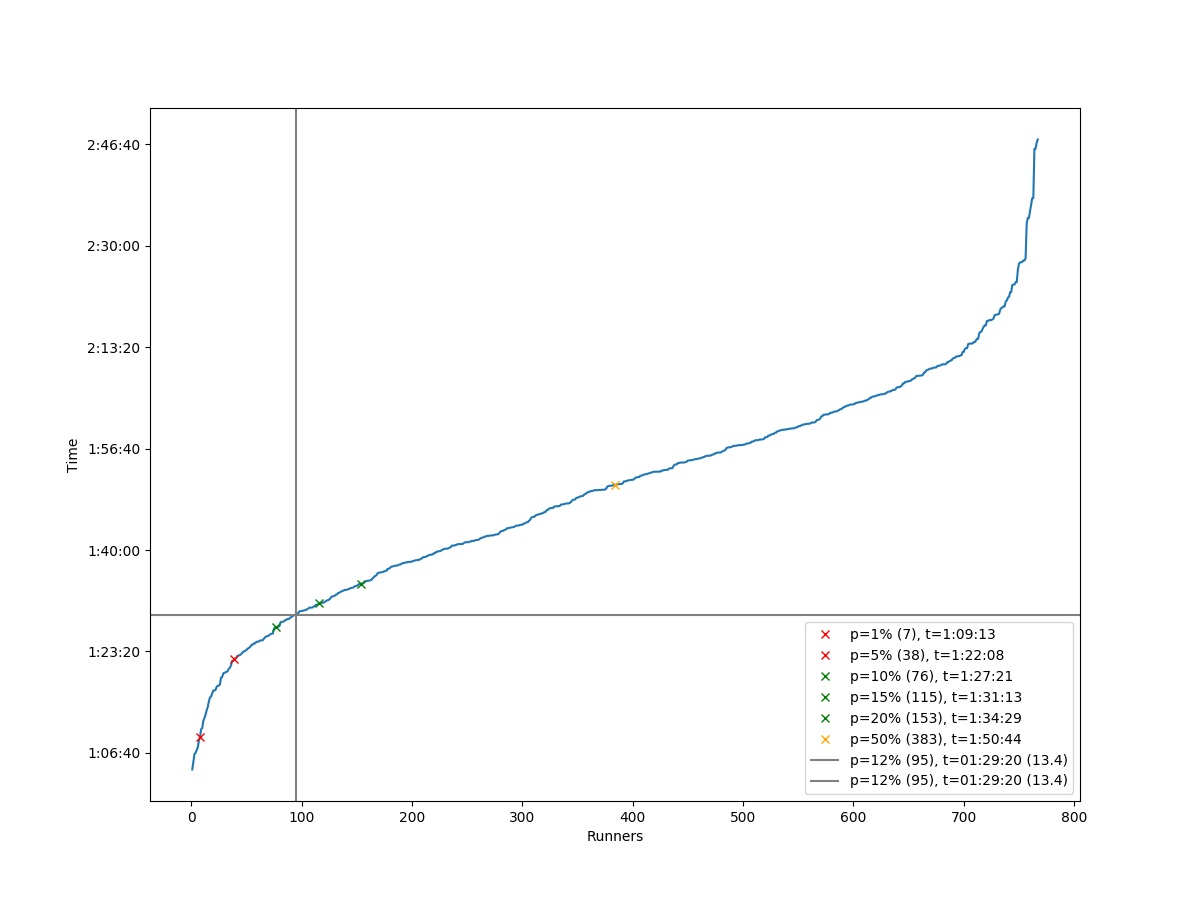 2:46:40
2:30:00
2:13:20
1:56:40
1:40:00
1:23:20
1:06:40
Time
0 100 200 300 400 500 600 700 800
Runners
p=1% (7), t=1:09:13
p=5% (38), t=1:22:08
p=10% (76), t=1:27:21
p=15% (115), t=1:31:13
p=20% (153), t=1:34:29
p=50% (383), t=1:50:44
p=12% (95), t=01:29:20 (13.4)
p=12% (95), t=01:29:20 (13.4)